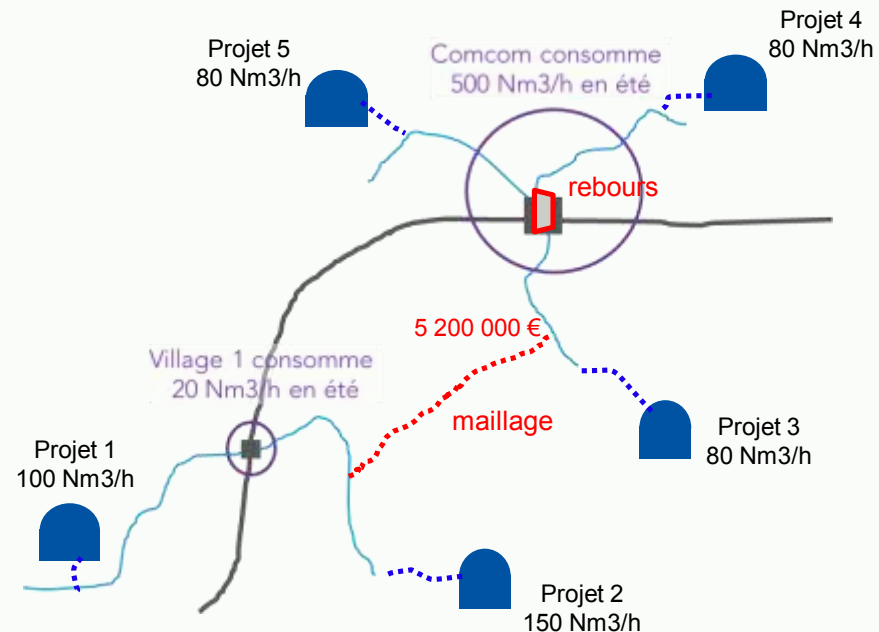 Projet 4
80 Nm3/h
Projet 5
80 Nm3/h
Comcom consomme
500 Nm3/h en été
rebours
5 200 000 €
Village 1 consomme
20 Nm3/h en été
maillage
Projet 3
80 Nm3/h
Projet 1
100 Nm3/h
Projet 2
150 Nm3/h